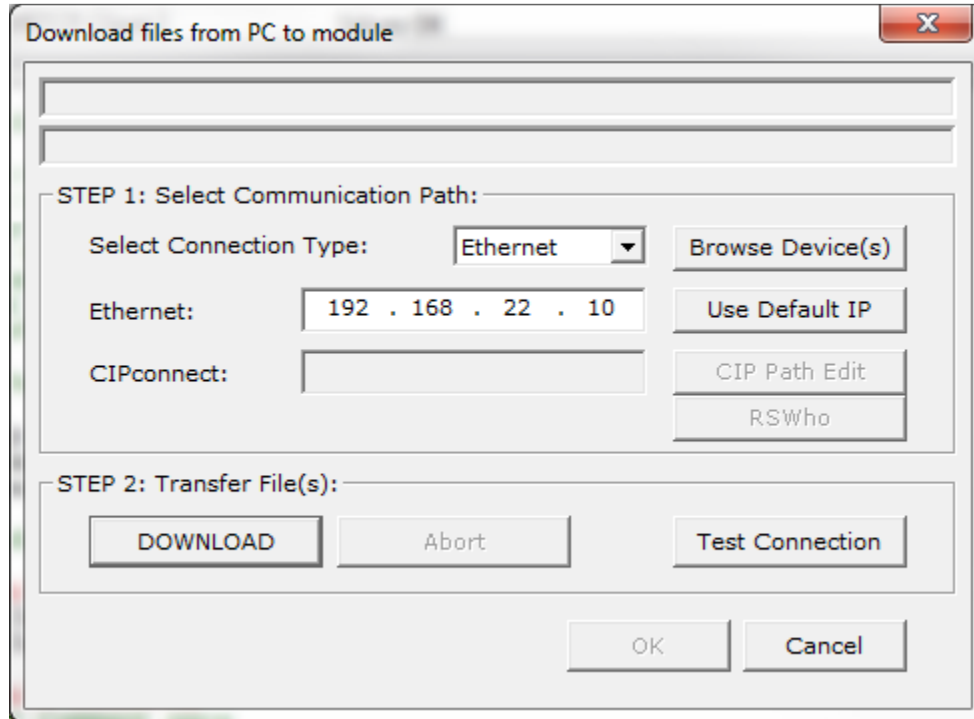 Download files from PC to module
STEP 1: Select Communication Path:
Select Connection Type: Ethernet Browse Device(s)
Ethernet: 192 . 168 . 22 . 10 Use Default IP
CIPconnect: CIP Path Edit
RSWho
STEP 2: Transfer File(s):
DOWNLOAD Abort Test Connection
OK Cancel